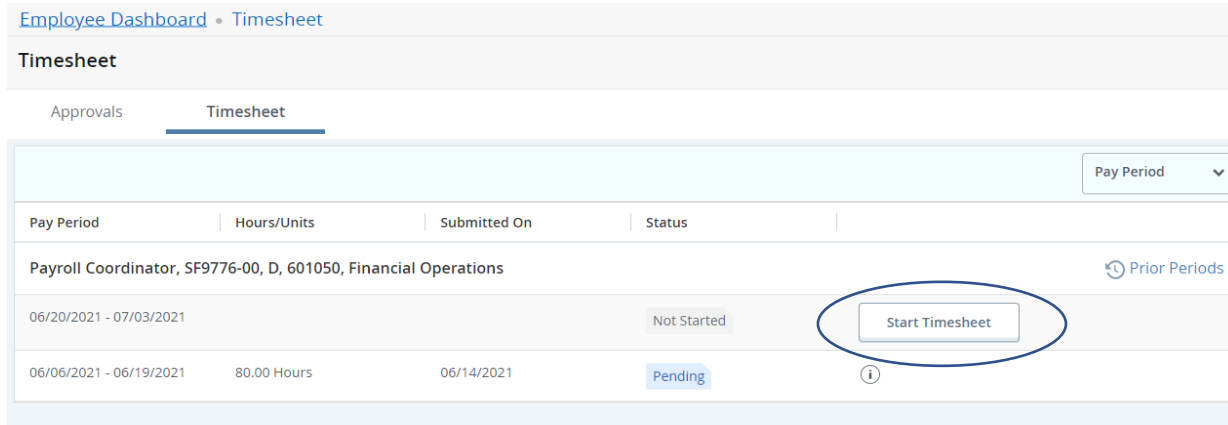 Employee Dashboard • Timesheet
Timesheet
Approvals Timesheet
Pay Period
Pay Period Hours/Units Submitted On Status
Payroll Coordinator, SF9776-00, D, 601050, Financial Operations Prior Periods
06/20/2021 - 07/03/2021 Not Started Start Timesheet
06/06/2021 - 06/19/2021 80.00 Hours 06/14/2021 Pending i